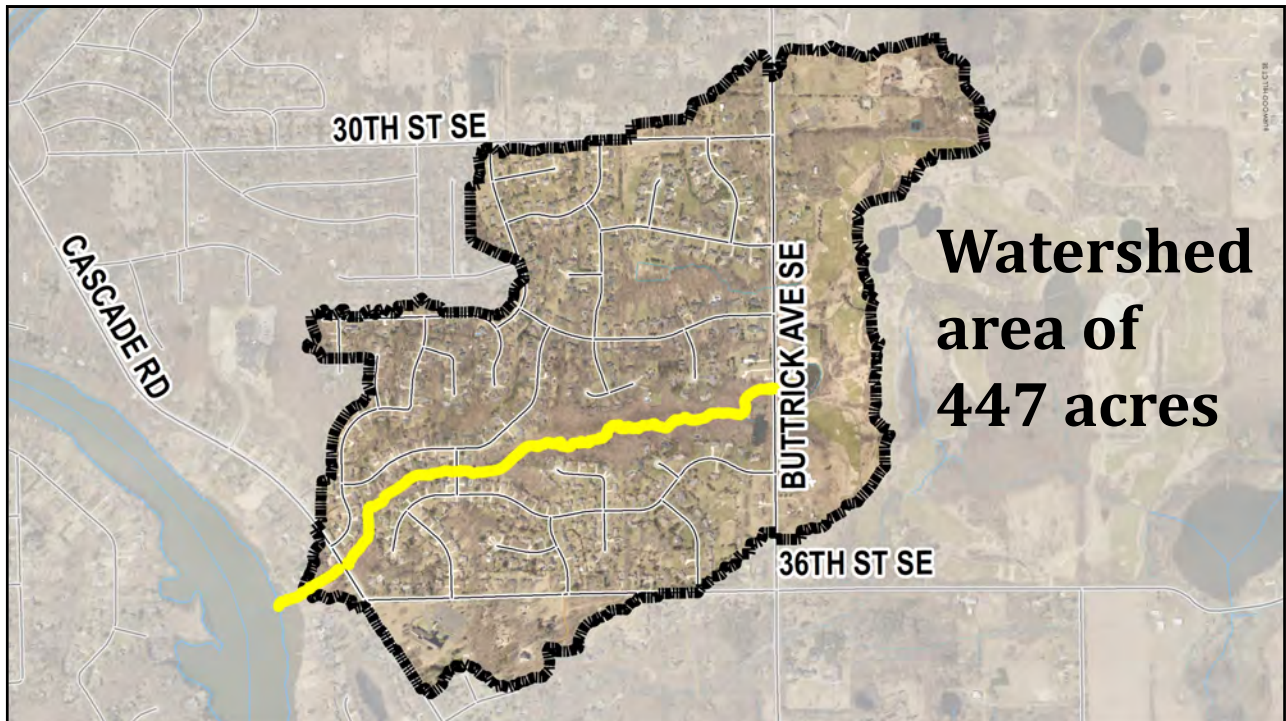 30TH ST SE
CASCADE RD
BUTTRICK AVE SE
Watershed
area of
447 acres
36TH ST SE